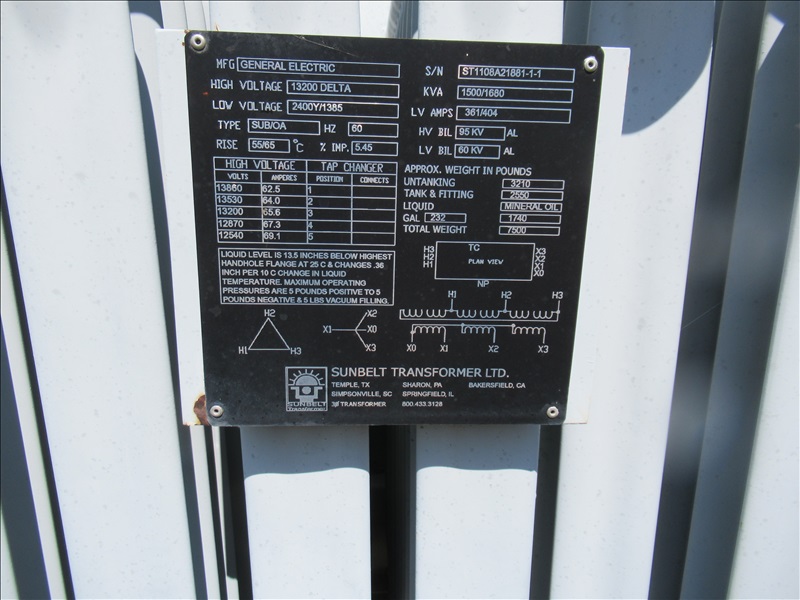 MFG GENERAL ELECTRIC S/N ST1108A21881-1-1
HIGH VOLTAGE 13200 DELTA KVA 1500/1680
LOW VOLTAGE 2400Y/1385 LV AMPS 361/404
TYPE SUB/OA HZ 60 HV BIL 95 KV AL
RISE 55/65 °C % IMP. 5.45 LV BIL 60 KV AL
HIGH VOLTAGE TAP CHANGER
VOLTS AMPERES POSITION CONNECTS
13860 62.5 1
13530 64.0 2
13200 65.6 3
12870 67.3 4
12540 69.1 5
APPROX. WEIGHT IN POUNDS
UNTANKING 3210
TANK & FITTING 2550
LIQUID MINERAL OIL
GAL 232 1740
TOTAL WEIGHT 7500
LIQUID LEVEL IS 13.5 INCHES BELOW HIGHEST
HANDHOLE FLANGE AT 25 C & CHANGES .36
INCH PER 10 C CHANGE IN LIQUID
TEMPERATURE. MAXIMUM OPERATING
PRESSURES ARE 5 POUNDS POSITIVE TO 5
POUNDS NEGATIVE & 5 LBS VACUUM FILLING.
H3 TC X3
H2 X2
H1 PLAN VIEW X1
X0
NP
H1 H2 H3
X0 X1 X2 X3
H2
H1 H3
X2
X1 X0
X3
SUNBELT TRANSFORMER LTD.
TEMPLE, TX SHARON, PA BAKERSFIELD, CA
SIMPSONVILLE, SC SPRINGFIELD, IL
3Ø TRANSFORMER 800.433.3128
SUNBELT
Transformer